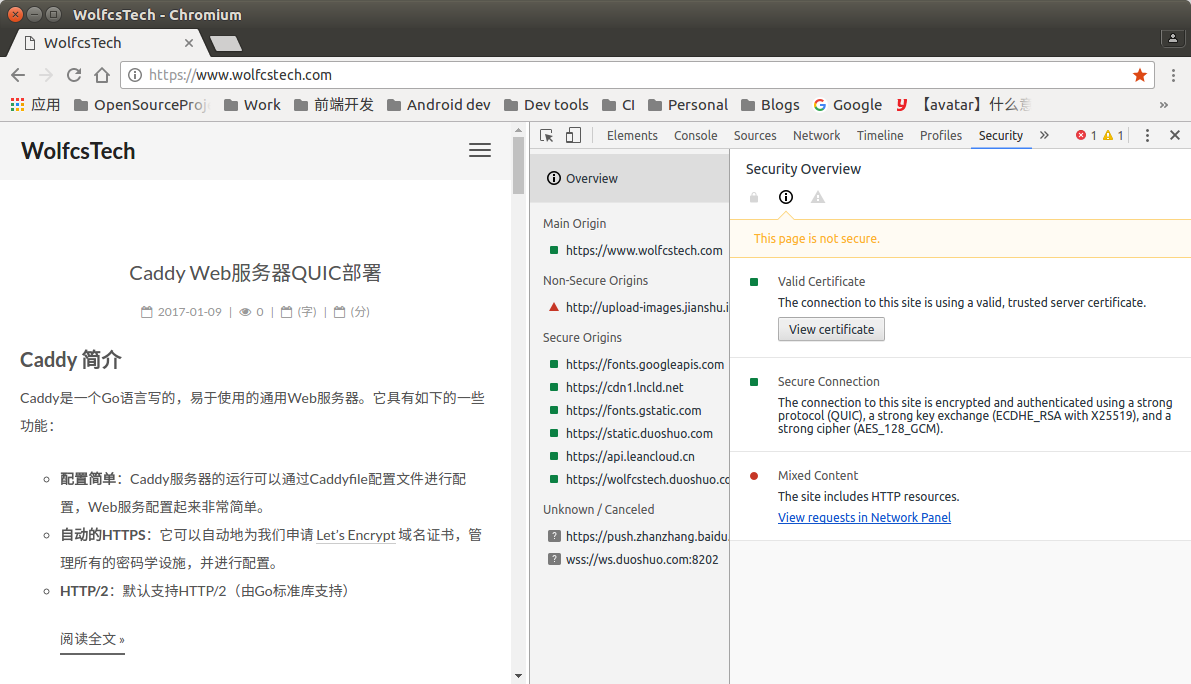 WolfcsTech - Chromium
WolfcsTech
https://www.wolfcstech.com
应用 OpenSourceProj Work 前端开发 Android dev Dev tools CI Personal Blogs Google 【avatar】什么意 »
WolfcsTech
Caddy Web服务器QUIC部署
2017-01-09 | 0 | (字) | (分)
Caddy 简介
Caddy是一个Go语言写的，易于使用的通用Web服务器。它具有如下的一些
功能：
配置简单：Caddy服务器的运行可以通过Caddyfile配置文件进行配
置，Web服务配置起来非常简单。
自动的HTTPS：它可以自动地为我们申请 Let's Encrypt 域名证书，管
理所有的密码学设施，并进行配置。
HTTP/2：默认支持HTTP/2（由Go标准库支持）
阅读全文 »
Elements Console Sources Network Timeline Profiles Security » 1 1
Overview
Main Origin
https://www.wolfcstech.com
Non-Secure Origins
http://upload-images.jianshu.i
Secure Origins
https://fonts.googleapis.com
https://cdn1.lncld.net
https://fonts.gstatic.com
https://static.duoshuo.com
https://api.leancloud.cn
https://wolfcstech.duoshuo.co
Unknown / Canceled
https://push.zhanzhang.baidu.
wss://ws.duoshuo.com:8202
Security Overview
This page is not secure.
Valid Certificate
The connection to this site is using a valid, trusted server certificate.
View certificate
Secure Connection
The connection to this site is encrypted and authenticated using a strong
protocol (QUIC), a strong key exchange (ECDHE_RSA with X25519), and a
strong cipher (AES_128_GCM).
Mixed Content
The site includes HTTP resources.
View requests in Network Panel